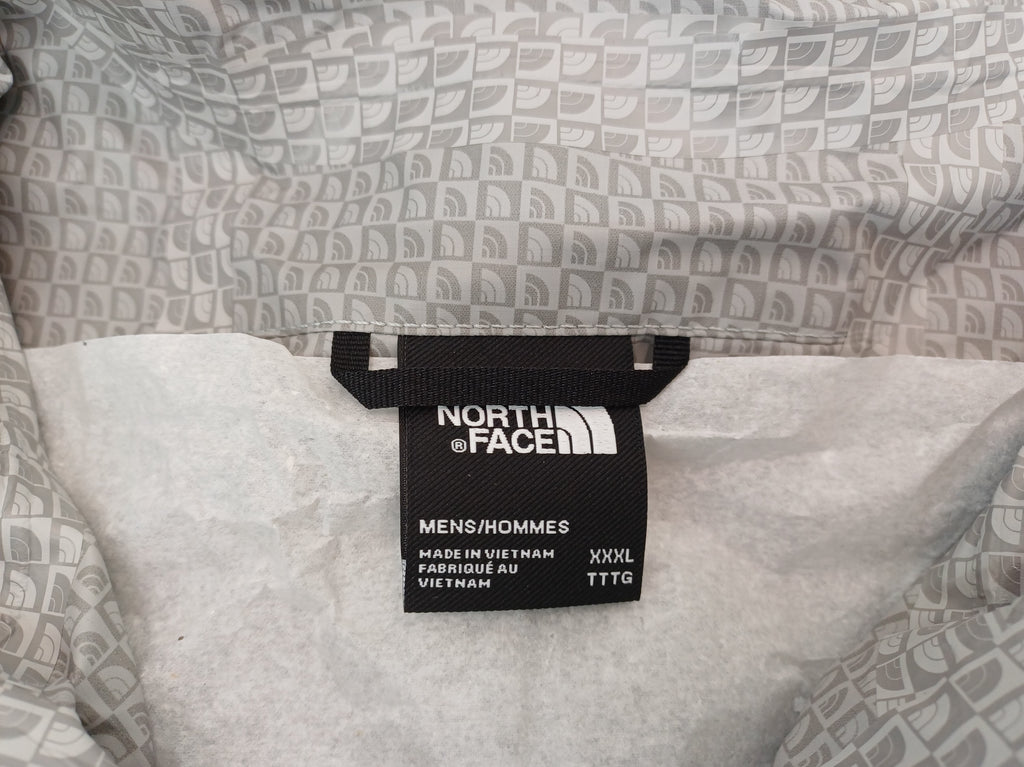 NORTH
® FACE
MENS/HOMMES
MADE IN VIETNAM
FABRIQUÉ AU
VIETNAM
XXXL
TTTG